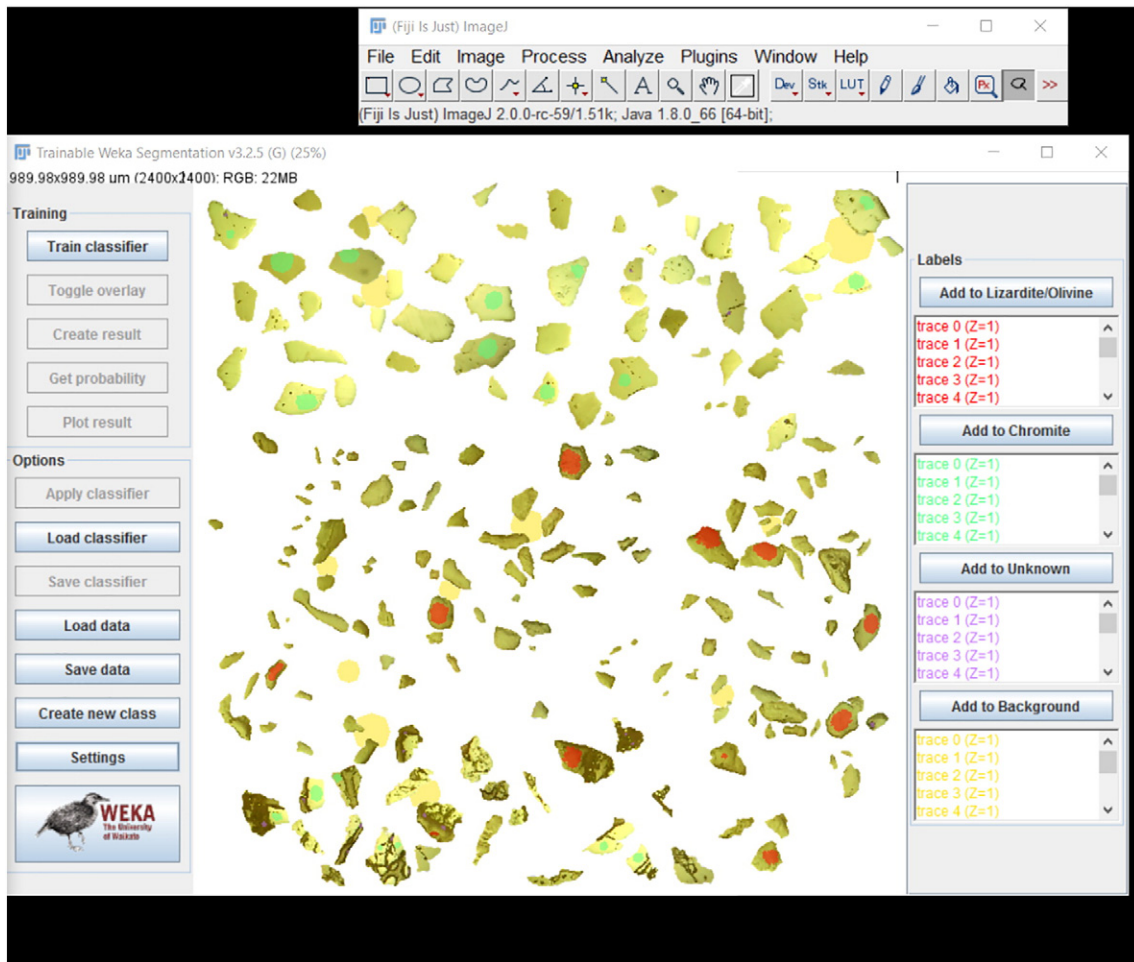 (Fiji Is Just) ImageJ
File Edit Image Process Analyze Plugins Window Help
A Dev Stk LUT Px >>
(Fiji Is Just) ImageJ 2.0.0-rc-59/1.51k; Java 1.8.0_66 [64-bit];
Trainable Weka Segmentation v3.2.5 (G) (25%)
989.98x989.98 um (2400x2400): RGB: 22MB
Training
Train classifier
Toggle overlay
Create result
Get probability
Plot result
Options
Apply classifier
Load classifier
Save classifier
Load data
Save data
Create new class
Settings
WEKA
The University
of Waikato
Labels
Add to Lizardite/Olivine
trace 0 (Z=1)
trace 1 (Z=1)
trace 2 (Z=1)
trace 3 (Z=1)
trace 4 (Z=1)
Add to Chromite
trace 0 (Z=1)
trace 1 (Z=1)
trace 2 (Z=1)
trace 3 (Z=1)
trace 4 (Z=1)
Add to Unknown
trace 0 (Z=1)
trace 1 (Z=1)
trace 2 (Z=1)
trace 3 (Z=1)
trace 4 (Z=1)
Add to Background
trace 0 (Z=1)
trace 1 (Z=1)
trace 2 (Z=1)
trace 3 (Z=1)
trace 4 (Z=1)